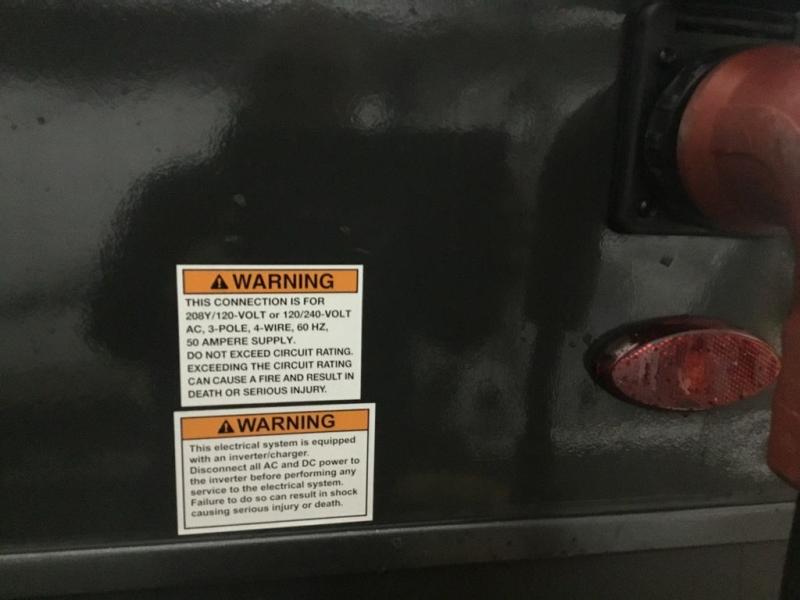 ⚠ WARNING
THIS CONNECTION IS FOR
208Y/120-VOLT or 120/240-VOLT
AC, 3-POLE, 4-WIRE, 60 HZ,
50 AMPERE SUPPLY.
DO NOT EXCEED CIRCUIT RATING.
EXCEEDING THE CIRCUIT RATING
CAN CAUSE A FIRE AND RESULT IN
DEATH OR SERIOUS INJURY.
⚠ WARNING
This electrical system is equipped
with an inverter/charger.
Disconnect all AC and DC power to
the inverter before performing any
service to the electrical system.
Failure to do so can result in shock
causing serious injury or death.